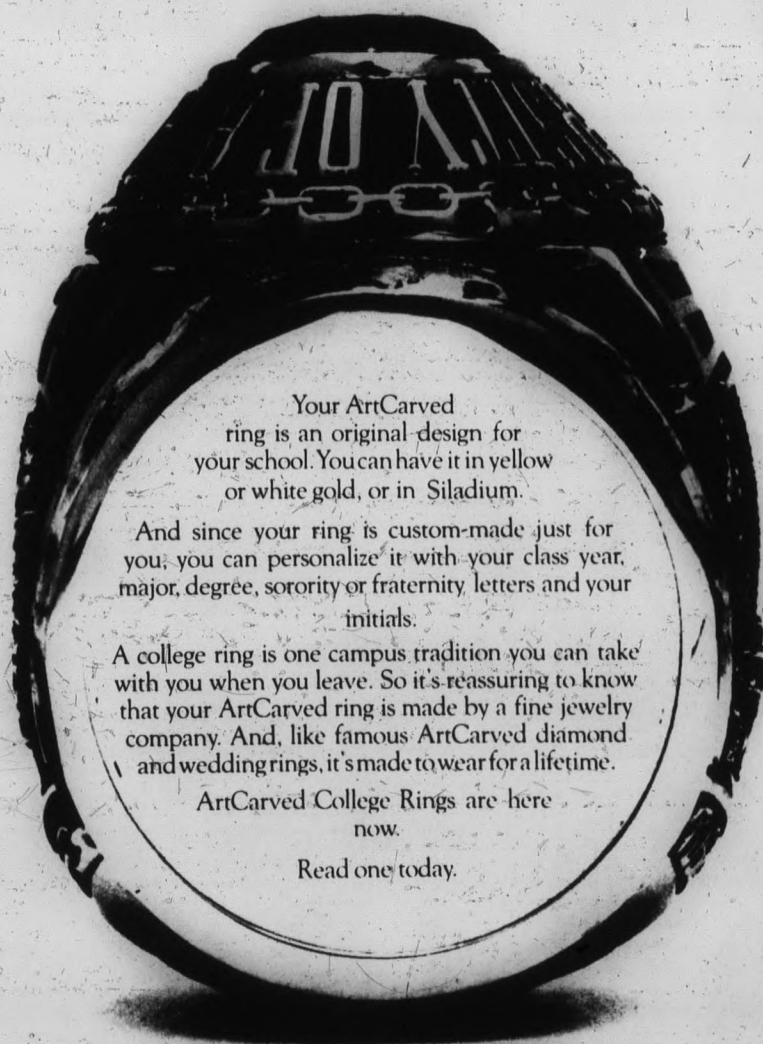 ITY OF
Your ArtCarved
ring is an original design for
your school. You can have it in yellow
or white gold, or in Siladium.
And since your ring is custom-made just for
you, you can personalize it with your class year,
major, degree, sorority or fraternity letters and your
initials.
A college ring is one campus tradition you can take
with you when you leave. So it's reassuring to know
that your ArtCarved ring is made by a fine jewelry
company. And, like famous ArtCarved diamond
and wedding rings, it's made to wear for a lifetime.
ArtCarved College Rings are here
now.
Read one today.